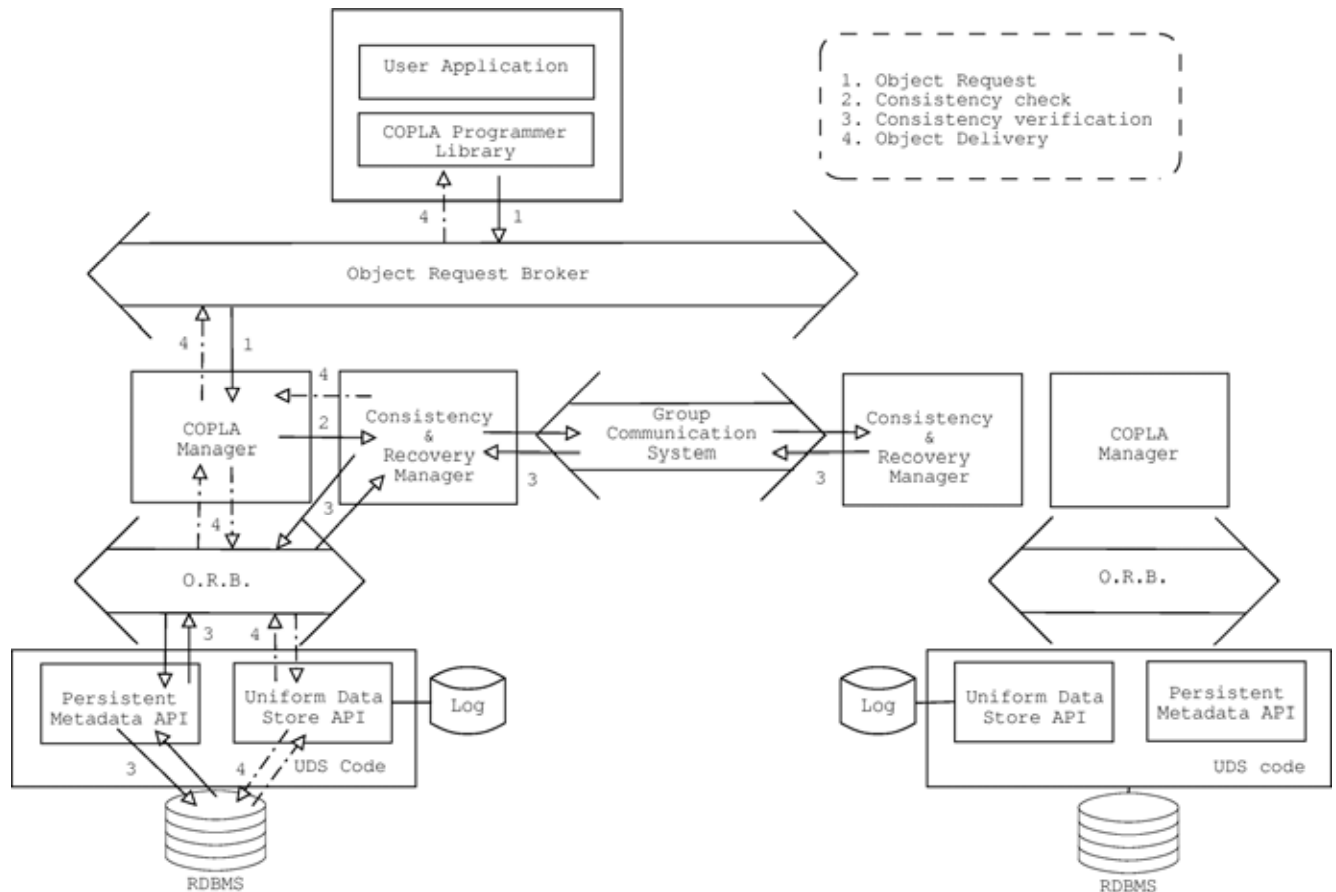 User Application
COPLA Programmer
Library
1. Object Request
2. Consistency check
3. Consistency verification
4. Object Delivery
4
1
Object Request Broker
4
1
4
COPLA
Manager
2
Consistency
&
Recovery
Manager
3
Group
Communication
System
3
Consistency
&
Recovery
Manager
COPLA
Manager
4
3
O.R.B.
O.R.B.
3
4
Persistent
Metadata API
Uniform Data
Store API
Log
3
4
UDS Code
RDBMS
Log
Uniform Data
Store API
Persistent
Metadata API
UDS code
RDBMS